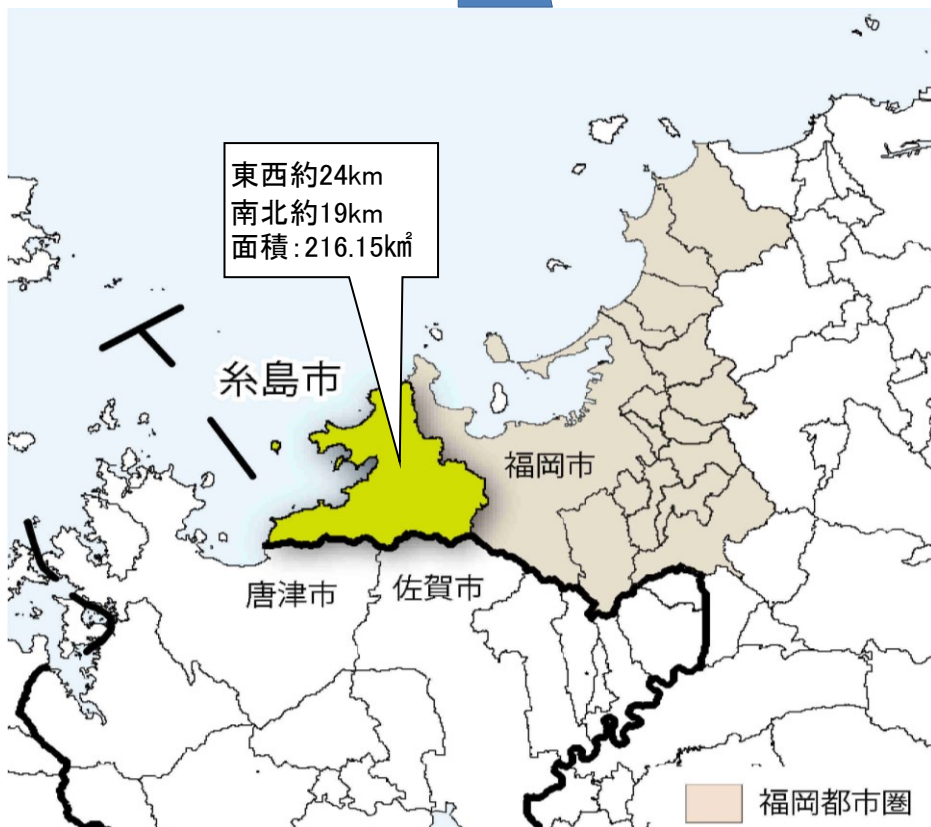 東西約24km
南北約19km
面積：216.15㎢
糸島市
福岡市
唐津市
佐賀市
福岡都市圏